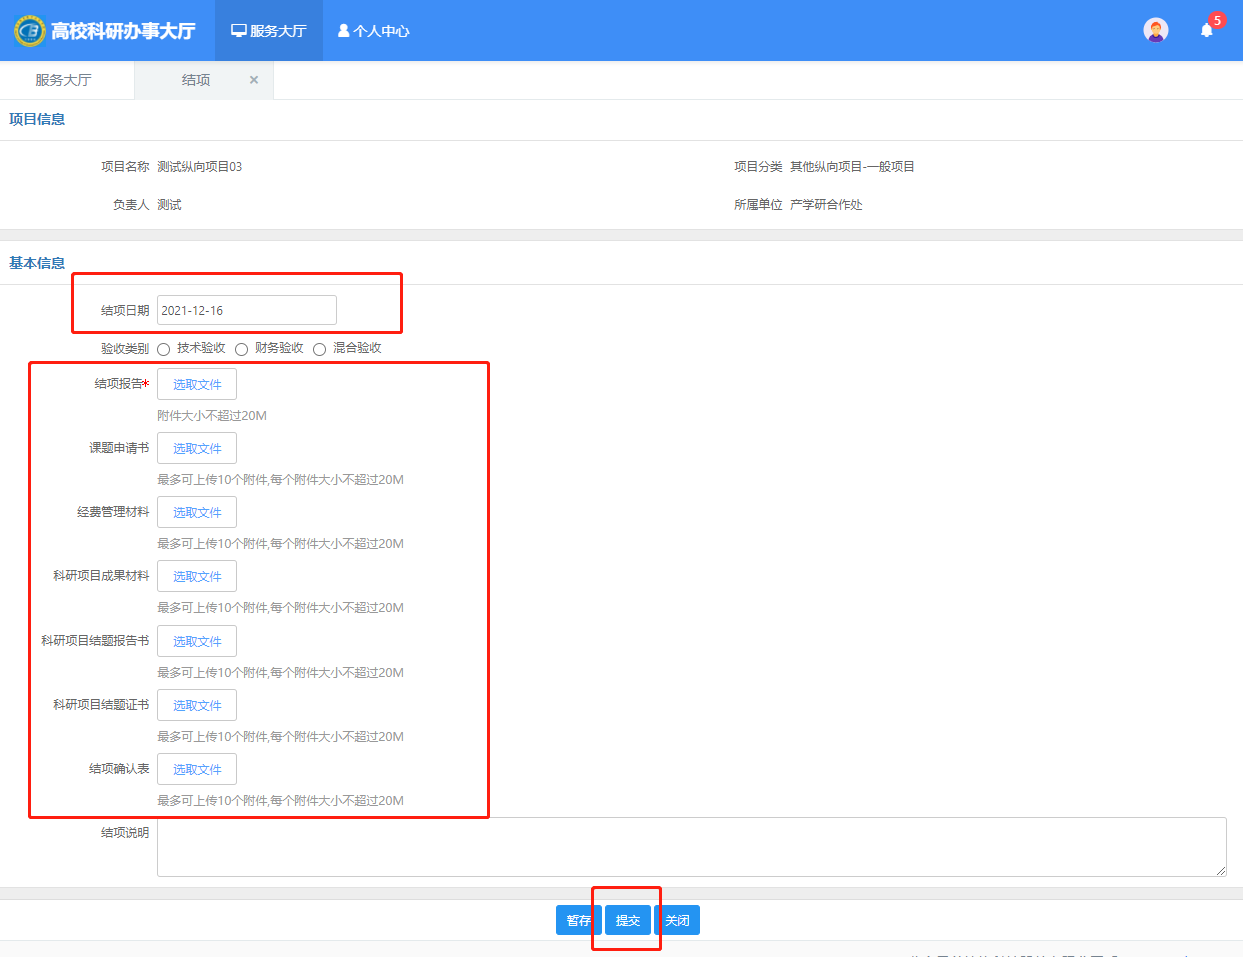 高校科研办事大厅
服务大厅
个人中心
5
服务大厅
结项
×
项目信息
项目名称 测试纵向项目03
项目分类 其他纵向项目-一般项目
负责人 测试
所属单位 产学研合作处
基本信息
结项日期 2021-12-16
验收类别 技术验收 财务验收 混合验收
结项报告* 选取文件
附件大小不超过20M
课题申请书 选取文件
最多可上传10个附件,每个附件大小不超过20M
经费管理材料 选取文件
最多可上传10个附件,每个附件大小不超过20M
科研项目成果材料 选取文件
最多可上传10个附件,每个附件大小不超过20M
科研项目结题报告书 选取文件
最多可上传10个附件,每个附件大小不超过20M
科研项目结题证书 选取文件
最多可上传10个附件,每个附件大小不超过20M
结项确认表 选取文件
最多可上传10个附件,每个附件大小不超过20M
结项说明
暂存 提交 关闭